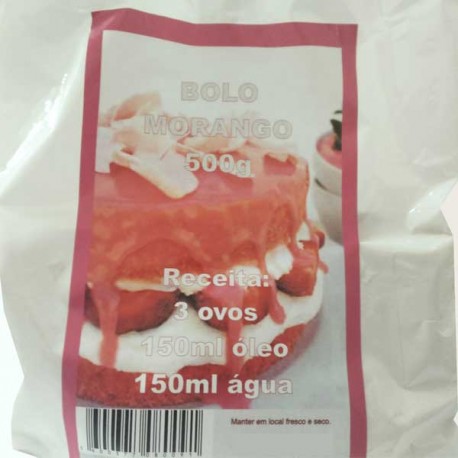 BOLO
MORANGO
500g
Receita:
3 ovos
150ml óleo
150ml água
Manter em local fresco e seco.